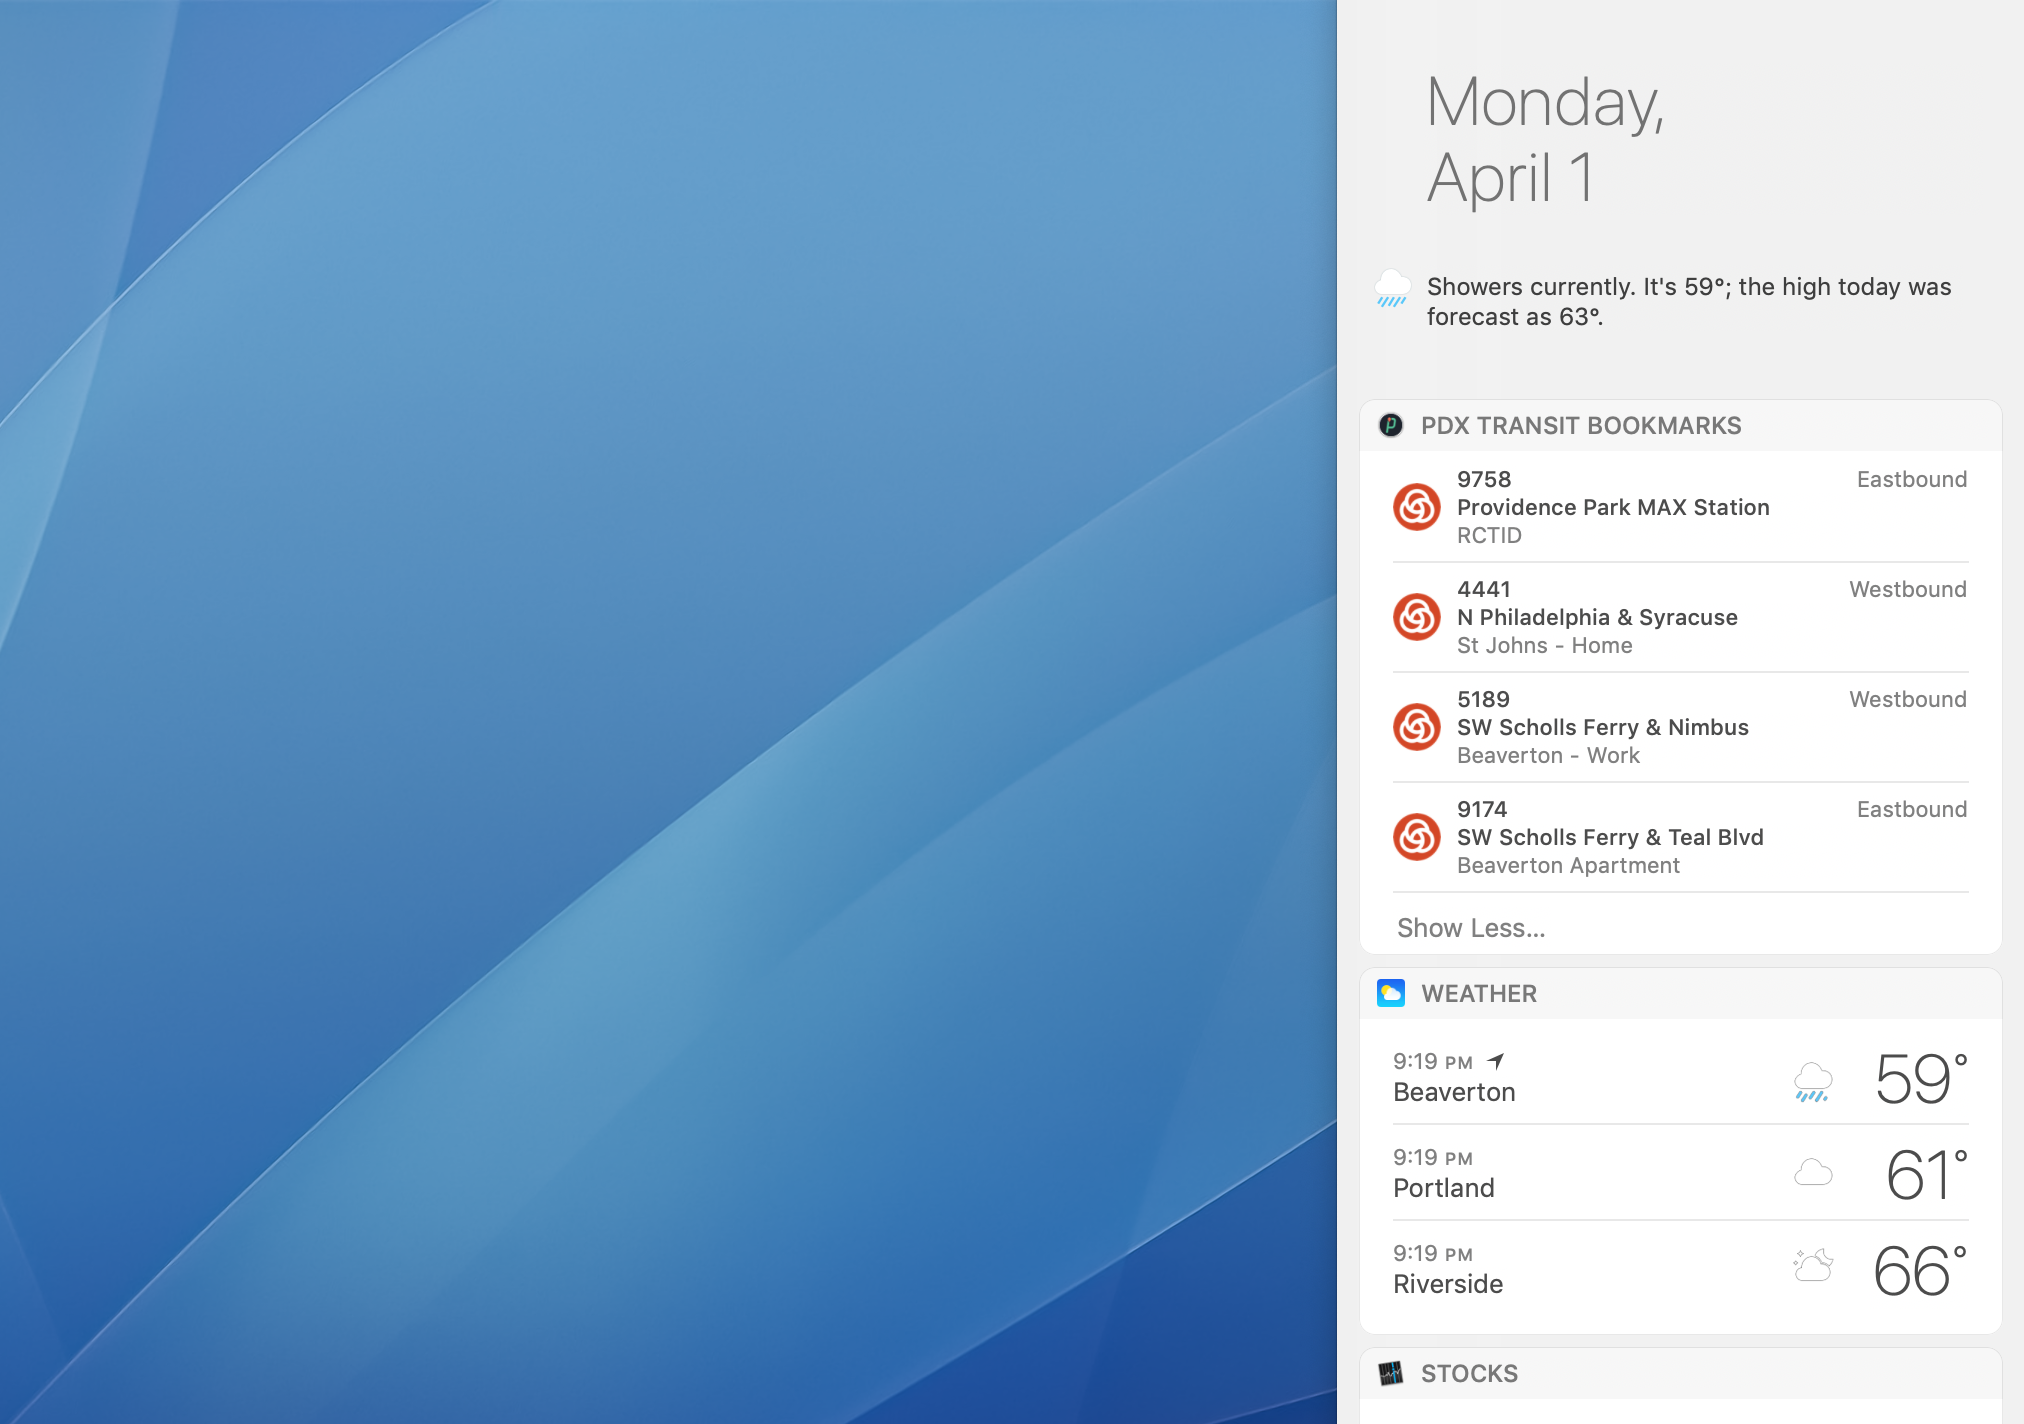 Monday,
April 1
Showers currently. It's 59°; the high today was
forecast as 63°.
PDX TRANSIT BOOKMARKS
9758
Eastbound
Providence Park MAX Station
RCTID
4441
Westbound
N Philadelphia & Syracuse
St Johns - Home
5189
Westbound
SW Scholls Ferry & Nimbus
Beaverton - Work
9174
Eastbound
SW Scholls Ferry & Teal Blvd
Beaverton Apartment
Show Less...
WEATHER
9:19 PM
Beaverton
59°
9:19 PM
Portland
61°
9:19 PM
Riverside
66°
STOCKS